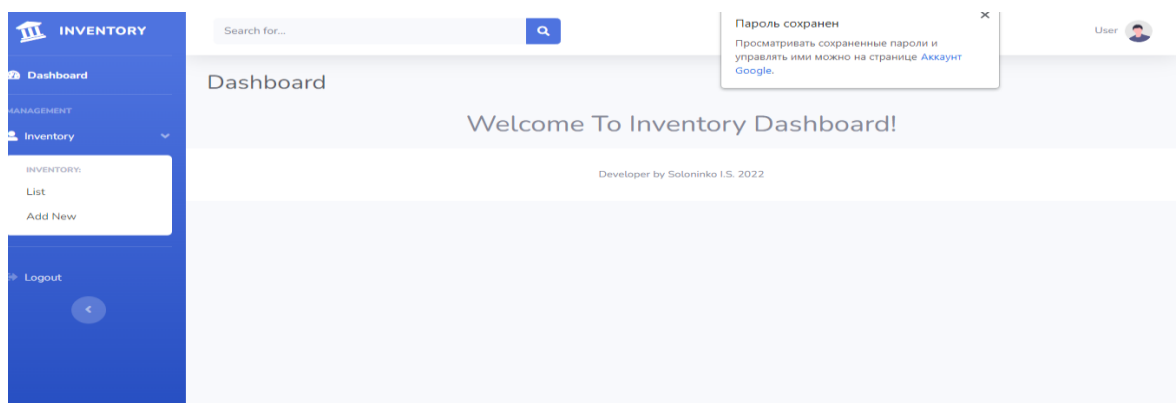 INVENTORY
Dashboard
MANAGEMENT
Inventory
INVENTORY:
List
Add New
Logout
Search for...
Пароль сохранен
Просматривать сохраненные пароли и
управлять ими можно на странице Аккаунт
Google.
User
Dashboard
Welcome To Inventory Dashboard!
Developer by Soloninko I.S. 2022